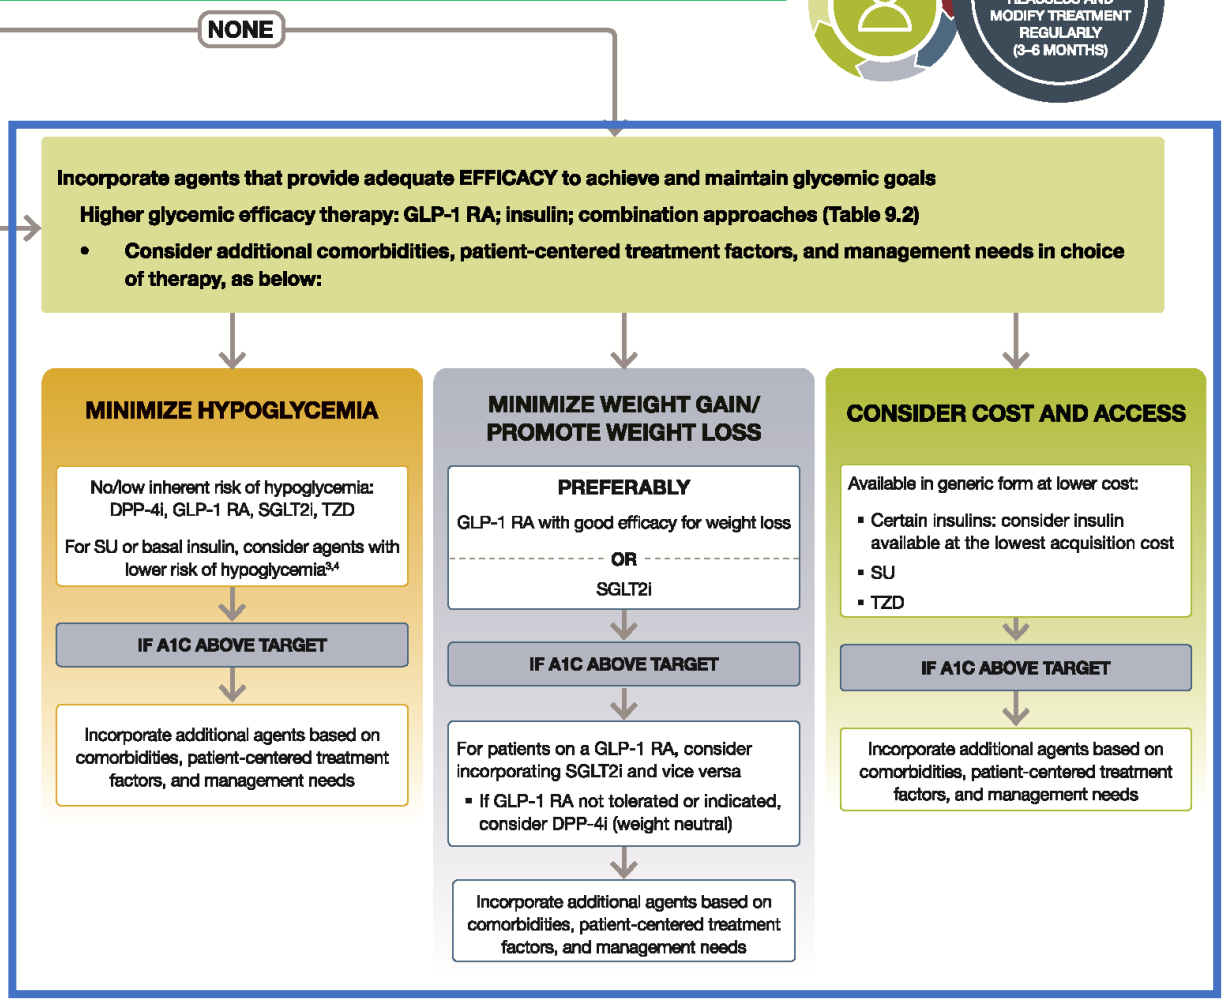 NONE
REASSESS AND
MODIFY TREATMENT
REGULARLY
(3–6 MONTHS)
Incorporate agents that provide adequate EFFICACY to achieve and maintain glycemic goals
Higher glycemic efficacy therapy: GLP-1 RA; insulin; combination approaches (Table 9.2)
• Consider additional comorbidities, patient-centered treatment factors, and management needs in choice
of therapy, as below:
MINIMIZE HYPOGLYCEMIA
No/low inherent risk of hypoglycemia:
DPP-4i, GLP-1 RA, SGLT2i, TZD
For SU or basal insulin, consider agents with
lower risk of hypoglycemia³,⁴
IF A1C ABOVE TARGET
Incorporate additional agents based on
comorbidities, patient-centered treatment
factors, and management needs
MINIMIZE WEIGHT GAIN/
PROMOTE WEIGHT LOSS
PREFERABLY
GLP-1 RA with good efficacy for weight loss
OR
SGLT2i
IF A1C ABOVE TARGET
For patients on a GLP-1 RA, consider
incorporating SGLT2i and vice versa
▪ If GLP-1 RA not tolerated or indicated,
consider DPP-4i (weight neutral)
Incorporate additional agents based on
comorbidities, patient-centered treatment
factors, and management needs
CONSIDER COST AND ACCESS
Available in generic form at lower cost:
▪ Certain insulins: consider insulin
available at the lowest acquisition cost
▪ SU
▪ TZD
IF A1C ABOVE TARGET
Incorporate additional agents based on
comorbidities, patient-centered treatment
factors, and management needs